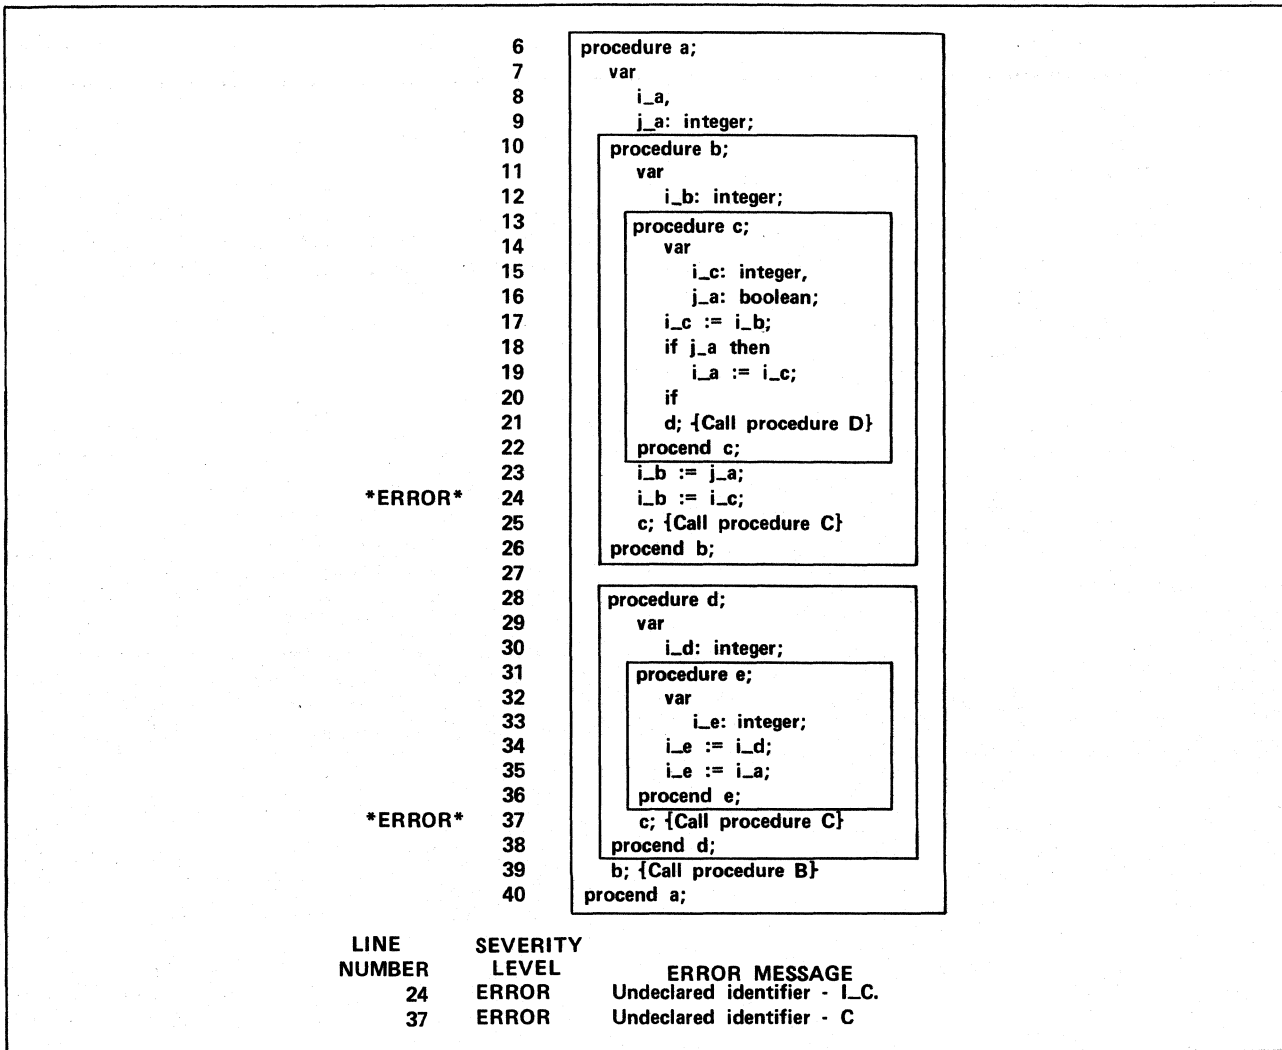 6 procedure a;
7 var
8 i_a,
9 j_a: integer;
10 procedure b;
11 var
12 i_b: integer;
13 procedure c;
14 var
15 i_c: integer,
16 j_a: boolean;
17 i_c := i_b;
18 if j_a then
19 i_a := i_c;
20 if
21 d; {Call procedure D}
22 procend c;
23 i_b := j_a;
*ERROR* 24 i_b := i_c;
25 c; {Call procedure C}
26 procend b;
27
28 procedure d;
29 var
30 i_d: integer;
31 procedure e;
32 var
33 i_e: integer;
34 i_e := i_d;
35 i_e := i_a;
36 procend e;
*ERROR* 37 c; {Call procedure C}
38 procend d;
39 b; {Call procedure B}
40 procend a;
LINE SEVERITY
NUMBER LEVEL ERROR MESSAGE
24 ERROR Undeclared identifier - I_C.
37 ERROR Undeclared identifier - C